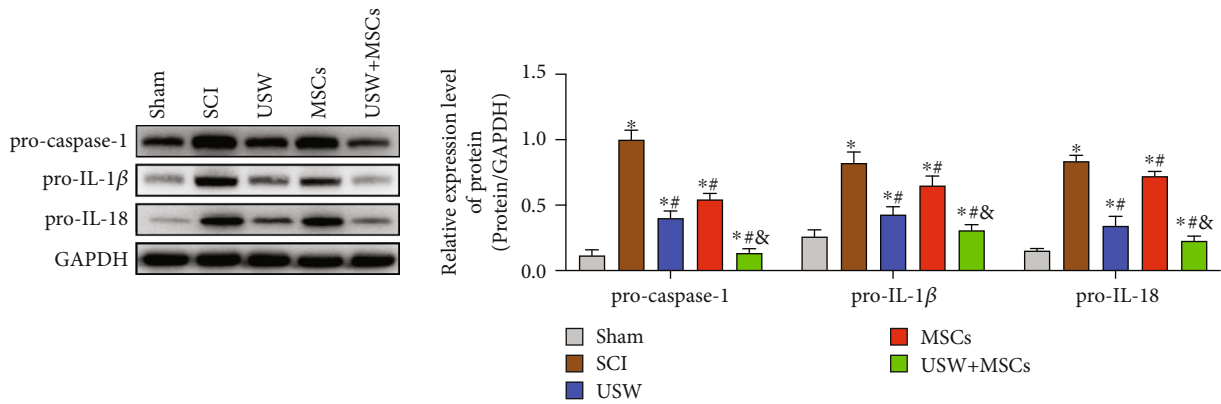 Sham
SCI
USW
MSCs
USW+MSCs
pro-caspase-1
pro-IL-1β
pro-IL-18
GAPDH
Relative expression level
of protein
(Protein/GAPDH)
1.5
1.0
0.5
0.0
*
*#
*#
*#&
*
*#
*#
*#&
*
*#
*#
*#&
pro-caspase-1
pro-IL-1β
pro-IL-18
Sham
SCI
USW
MSCs
USW+MSCs